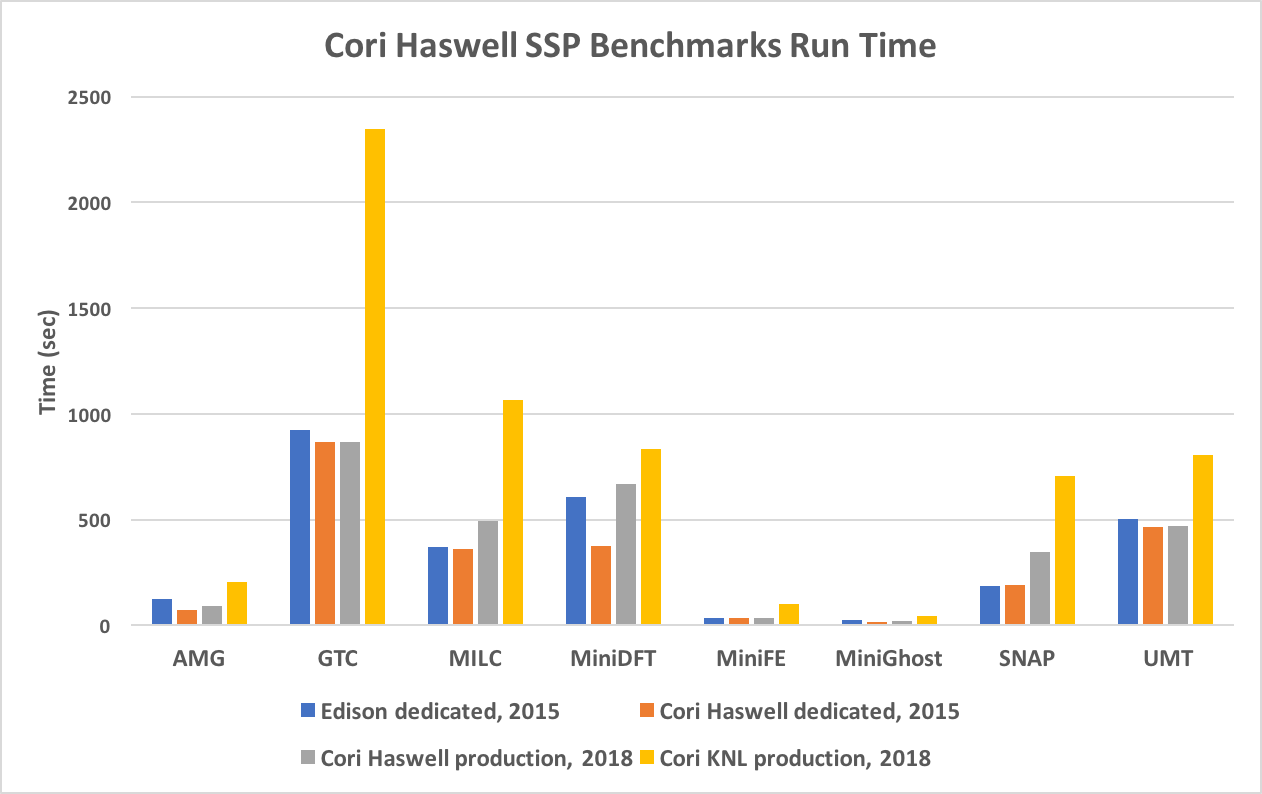 Cori Haswell SSP Benchmarks Run Time
2500
2000
1500
1000
500
0
Time (sec)
AMG GTC MILC MiniDFT MiniFE MiniGhost SNAP UMT
Edison dedicated, 2015 Cori Haswell dedicated, 2015
Cori Haswell production, 2018 Cori KNL production, 2018